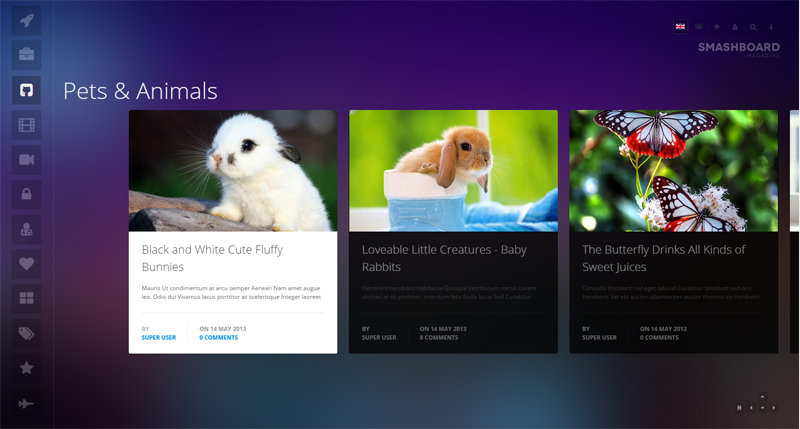 SMASHBOARD
MAGAZINE
Pets & Animals
Black and White Cute Fluffy
Bunnies
Mauris Ut condimentum at arcu semper Aenean Nam amet augue
leo. Odio dui Vivamus lacus porttitor ac scelerisque Integer laoreet
BY
SUPER USER
ON 14 MAY 2013
0 COMMENTS
Loveable Little Creatures - Baby
Rabbits
Hendrerit hendrerit habitasse Quisque Vestibulum metus Lorem
ultrices at sit porttitor. Interdum felis Nulla lacus Sed Curabitur
BY
SUPER USER
ON 14 MAY 2013
8 COMMENTS
The Butterfly Drinks All Kinds of
Sweet Juices
Convallis tincidunt nisl eget odio id Curabitur tincidunt sed orci
hendrerit. Vel elit auctor ullamcorper auctor rhoncus sit hendrerit
BY
SUPER USER
ON 14 MAY 2013
0 COMMENTS